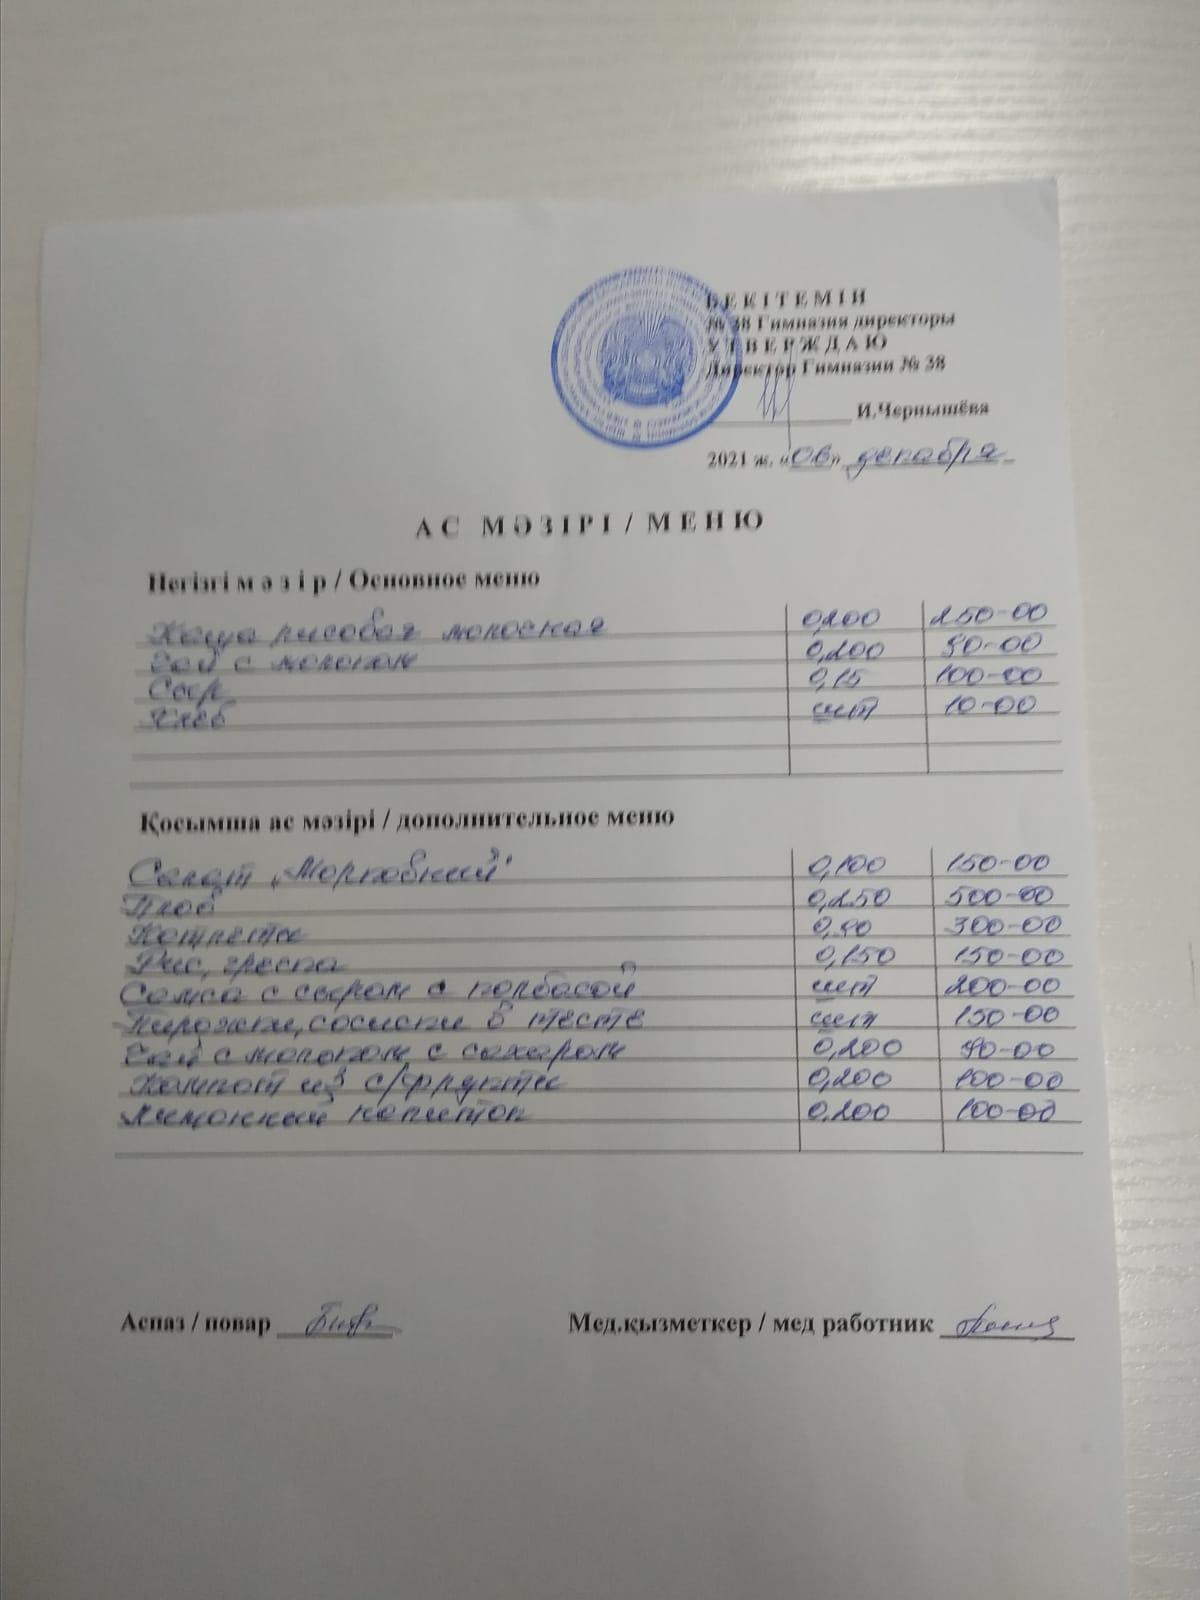 БЕКІТЕМІН
№ 38 Гимназия директоры
УТВЕРЖДАЮ
Директор Гимназии № 38
И.Чернышёва
2021 ж. «06» декабря
АС МӘЗІРІ / МЕНЮ
Негізгі м ә з і р / Основное меню
Каша рисовая молочная 0,200 250-00
Чай с молоком 0,200 90-00
Сыр 0,15 100-00
Хлеб шт 10-00
Қосымша ас мәзірі / дополнительное меню
Салат „Морковный" 0,100 150-00
Плов 0,250 500-00
Котлеты 0,90 300-00
Рис, гречка 0,150 150-00
Самса с сыром с колбасой шт 200-00
Пирожки, сосиски в тесте шт 150-00
Чай с молоком с сахаром 0,200 90-00
Компот из с/фрукты 0,200 100-00
Лимонный напиток 0,200 100-00
Аспаз / повар
Мед.қызметкер / мед работник